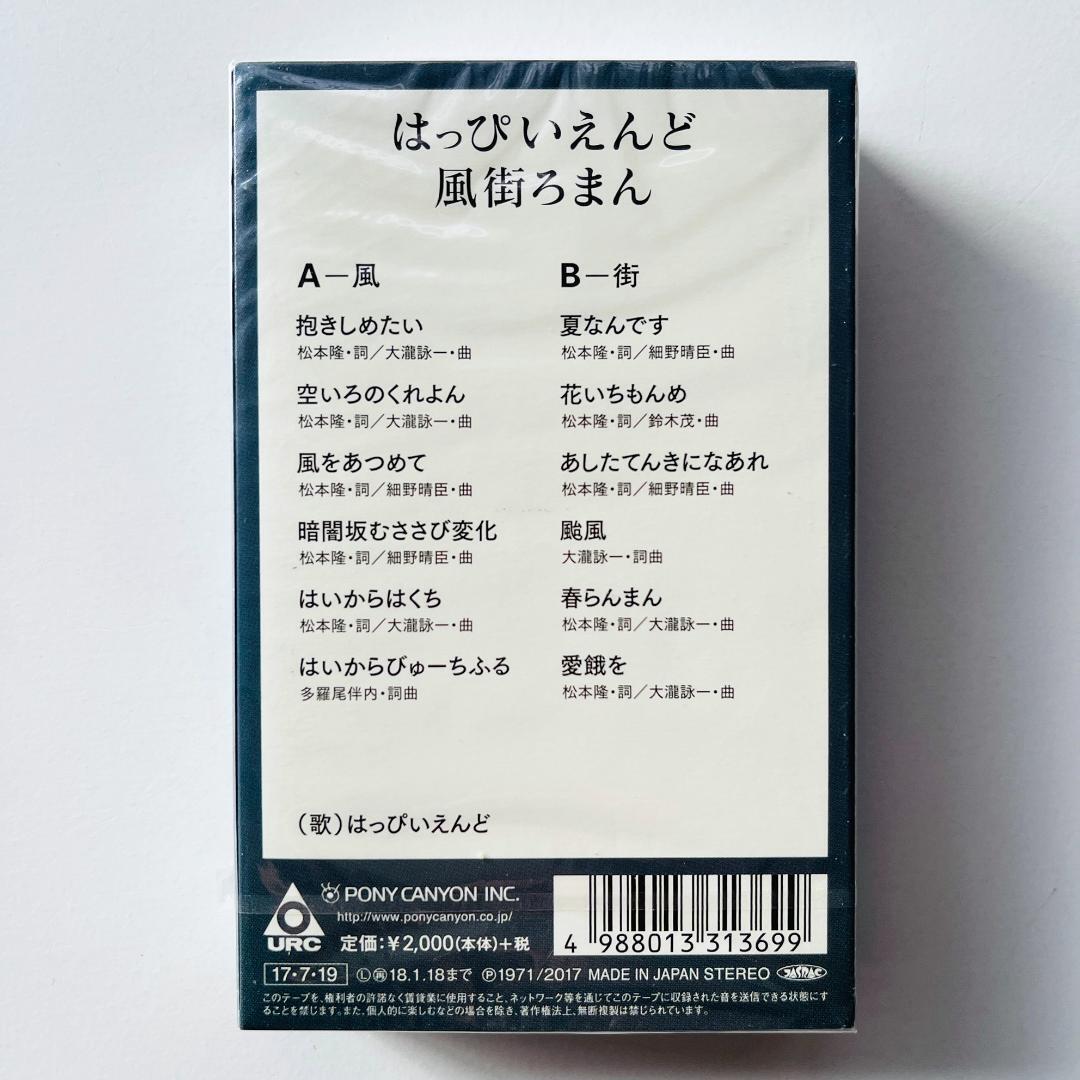 はっぴいえんど
風街ろまん
A—風
抱きしめたい
松本隆・詞／大瀧詠一・曲
空いろのくれよん
松本隆・詞／大瀧詠一・曲
風をあつめて
松本隆・詞／細野晴臣・曲
暗闇坂むささび変化
松本隆・詞／細野晴臣・曲
はいからはくち
松本隆・詞／大瀧詠一・曲
はいからびゅーちふる
多羅尾伴内・詞曲
B—街
夏なんです
松本隆・詞／細野晴臣・曲
花いちもんめ
松本隆・詞／鈴木茂・曲
あしたてんきになあれ
松本隆・詞／細野晴臣・曲
颱風
大瀧詠一・詞曲
春らんまん
松本隆・詞／大瀧詠一・曲
愛餓を
松本隆・詞／大瀧詠一・曲
（歌）はっぴいえんど
URC
PONY CANYON INC.
http://www.ponycanyon.co.jp/
定価：¥2,000(本体)+税
4 988013 313699
17・7・19 Ⓛ㊢18.1.18まで Ⓟ1971/2017 MADE IN JAPAN STEREO JASRAC
このテープを、権利者の許諾なく賃貸業に使用すること、ネットワーク等を通じてこのテープに収録された音を送信できる状態にす
ることを禁じます。また、個人的に楽しむなどの場合を除き、著作権法上、無断複製は禁じられています。